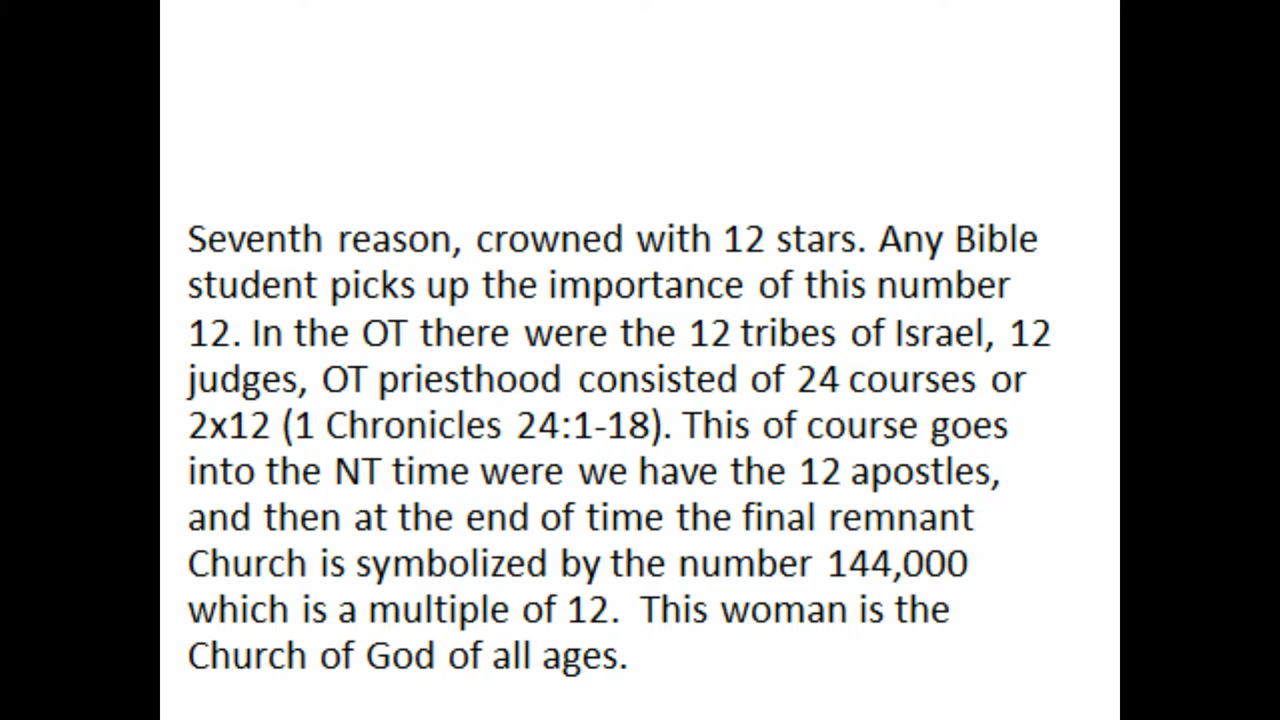 Seventh reason, crowned with 12 stars. Any Bible
student picks up the importance of this number
12. In the OT there were the 12 tribes of Israel, 12
judges, OT priesthood consisted of 24 courses or
2x12 (1 Chronicles 24:1-18). This of course goes
into the NT time were we have the 12 apostles,
and then at the end of time the final remnant
Church is symbolized by the number 144,000
which is a multiple of 12. This woman is the
Church of God of all ages.